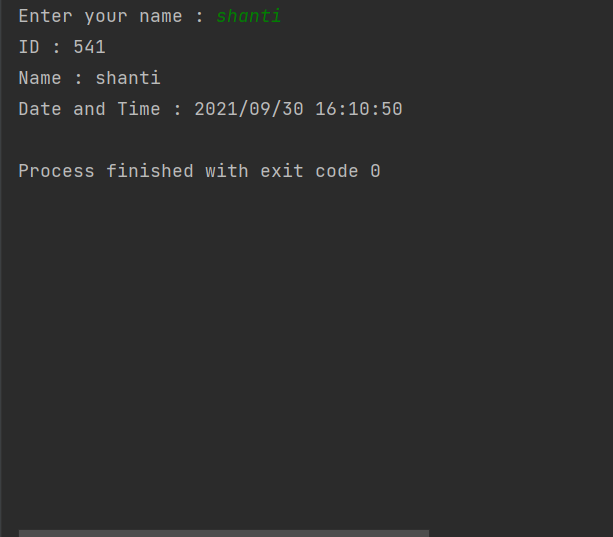 Enter your name : shanti
ID : 541
Name : shanti
Date and Time : 2021/09/30 16:10:50
Process finished with exit code 0